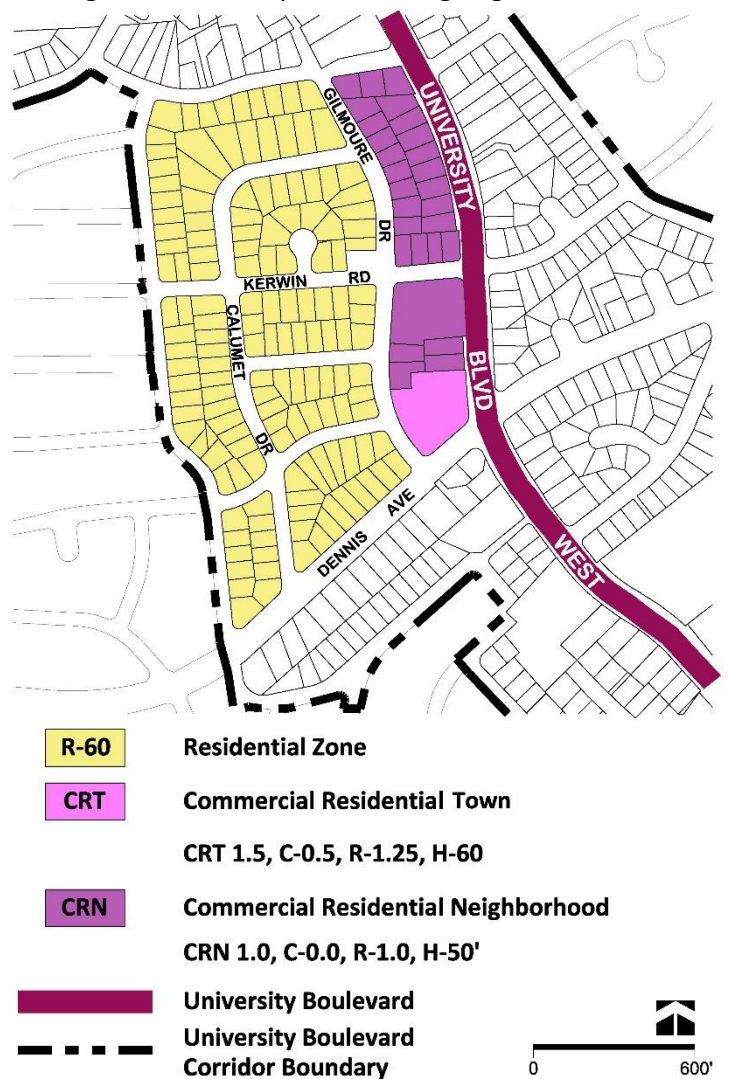 UNIVERSITY
GILMOURE
DR
KERWIN RD
CALUMET
DR
BLVD
DENNIS AVE
WEST
R-60 Residential Zone
CRT Commercial Residential Town
CRT 1.5, C-0.5, R-1.25, H-60
CRN Commercial Residential Neighborhood
CRN 1.0, C-0.0, R-1.0, H-50'
University Boulevard
University Boulevard
Corridor Boundary
0 600'